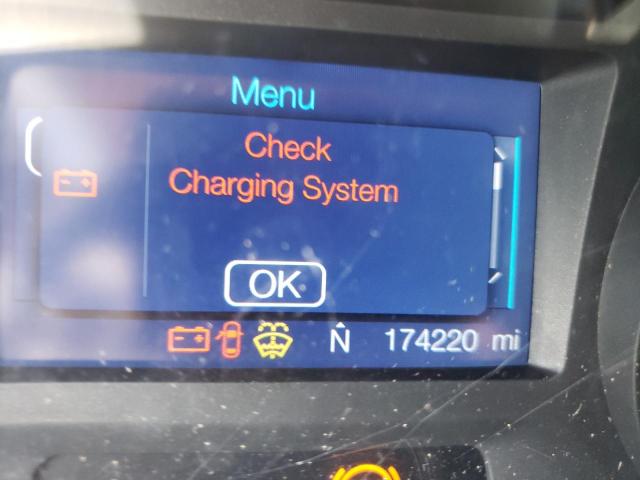 Menu
Check
Charging System
OK
N 174220 mi